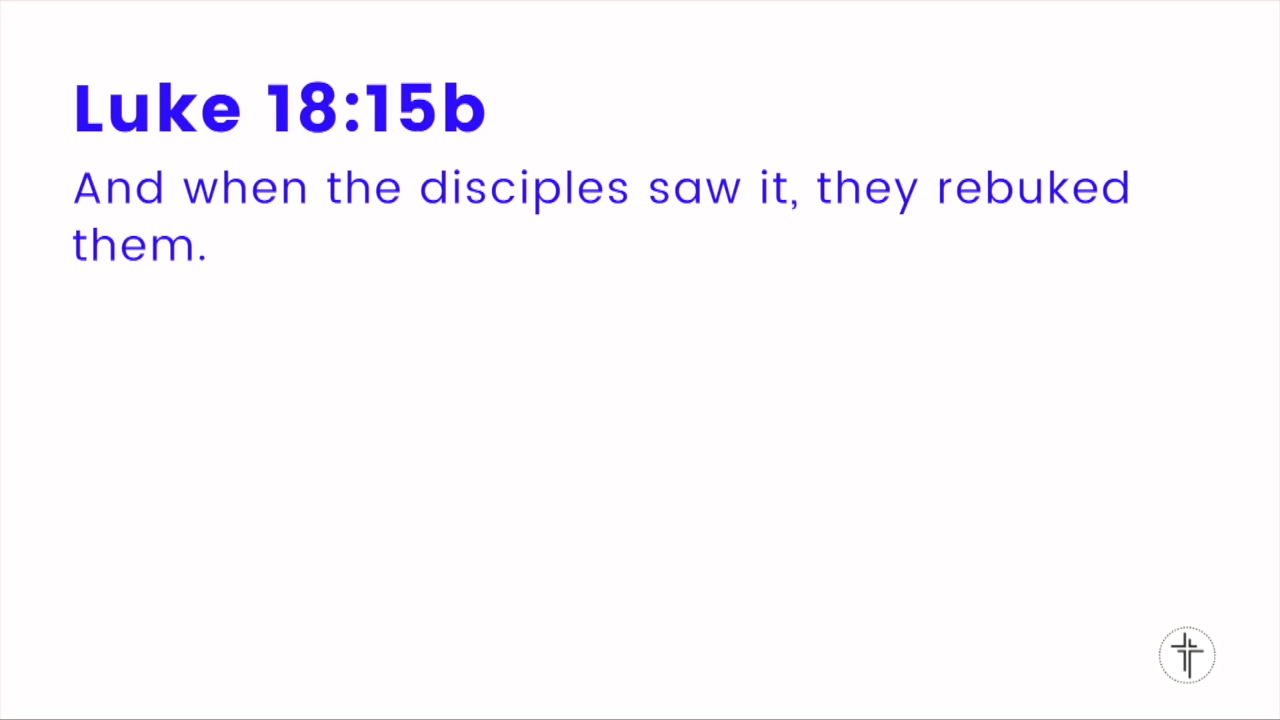 Luke 18:15b
And when the disciples saw it, they rebuked
them.